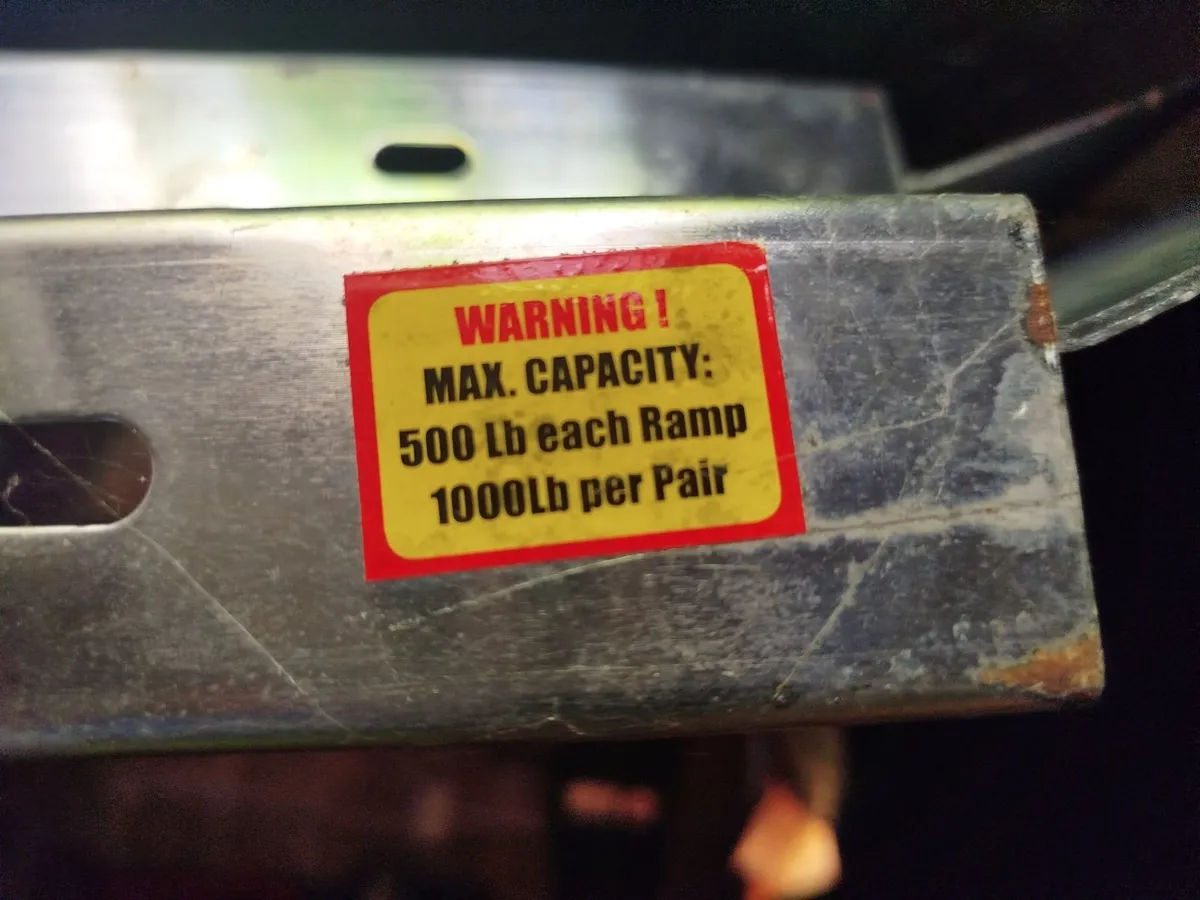 WARNING !
MAX. CAPACITY:
500 Lb each Ramp
1000Lb per Pair